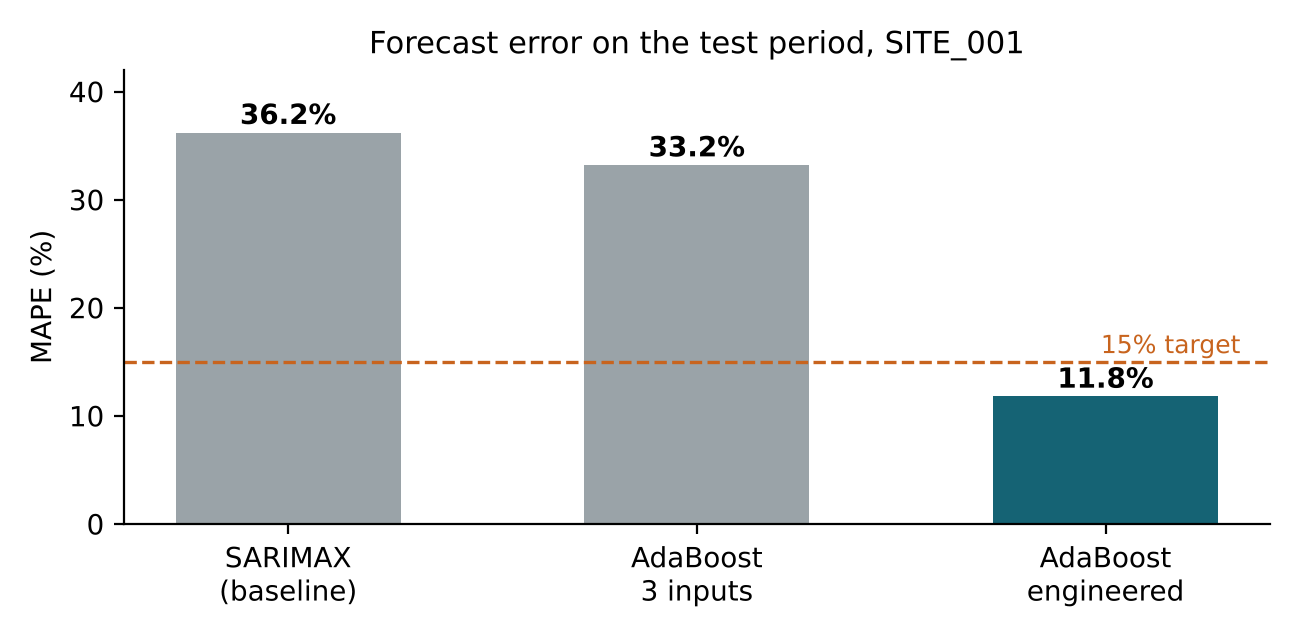 Forecast error on the test period, SITE_001
MAPE (%)
40
30
20
10
0
36.2%
33.2%
15% target
11.8%
SARIMAX
(baseline)
AdaBoost
3 inputs
AdaBoost
engineered